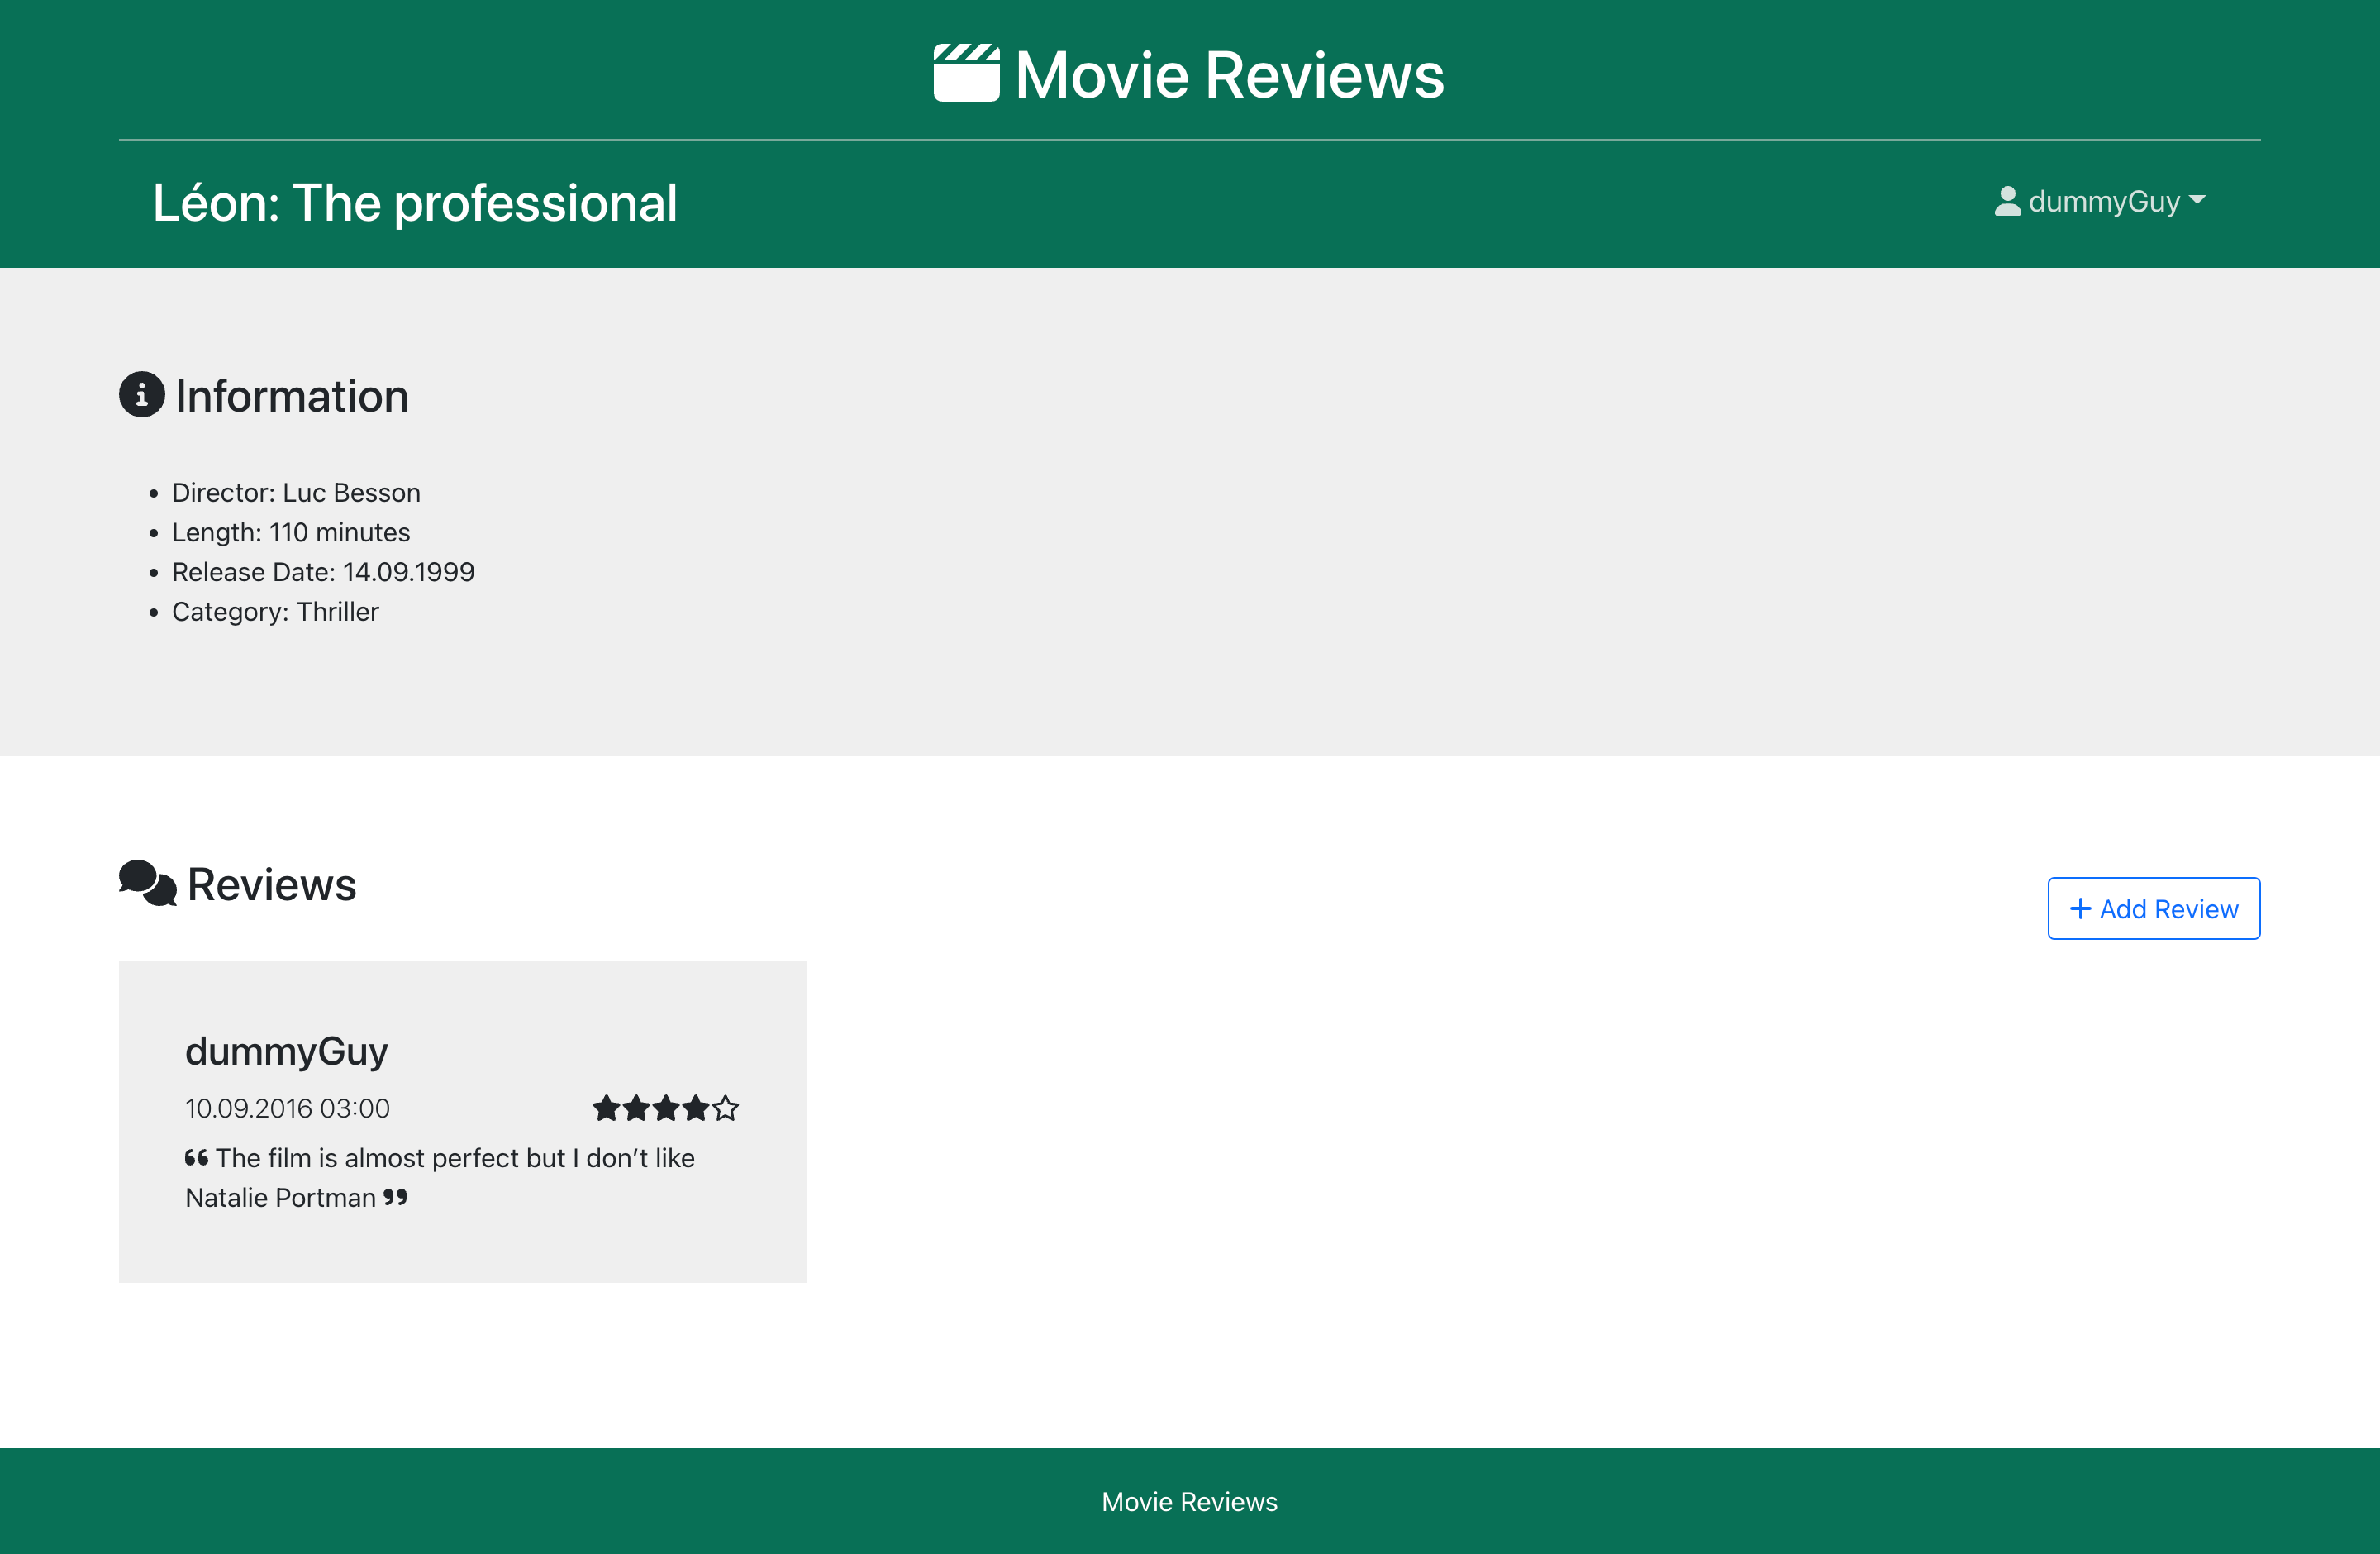 Movie Reviews
Léon: The professional
dummyGuy
Information
Director: Luc Besson
Length: 110 minutes
Release Date: 14.09.1999
Category: Thriller
Reviews
+ Add Review
dummyGuy
10.09.2016 03:00
“ The film is almost perfect but I don’t like
Natalie Portman ”
Movie Reviews